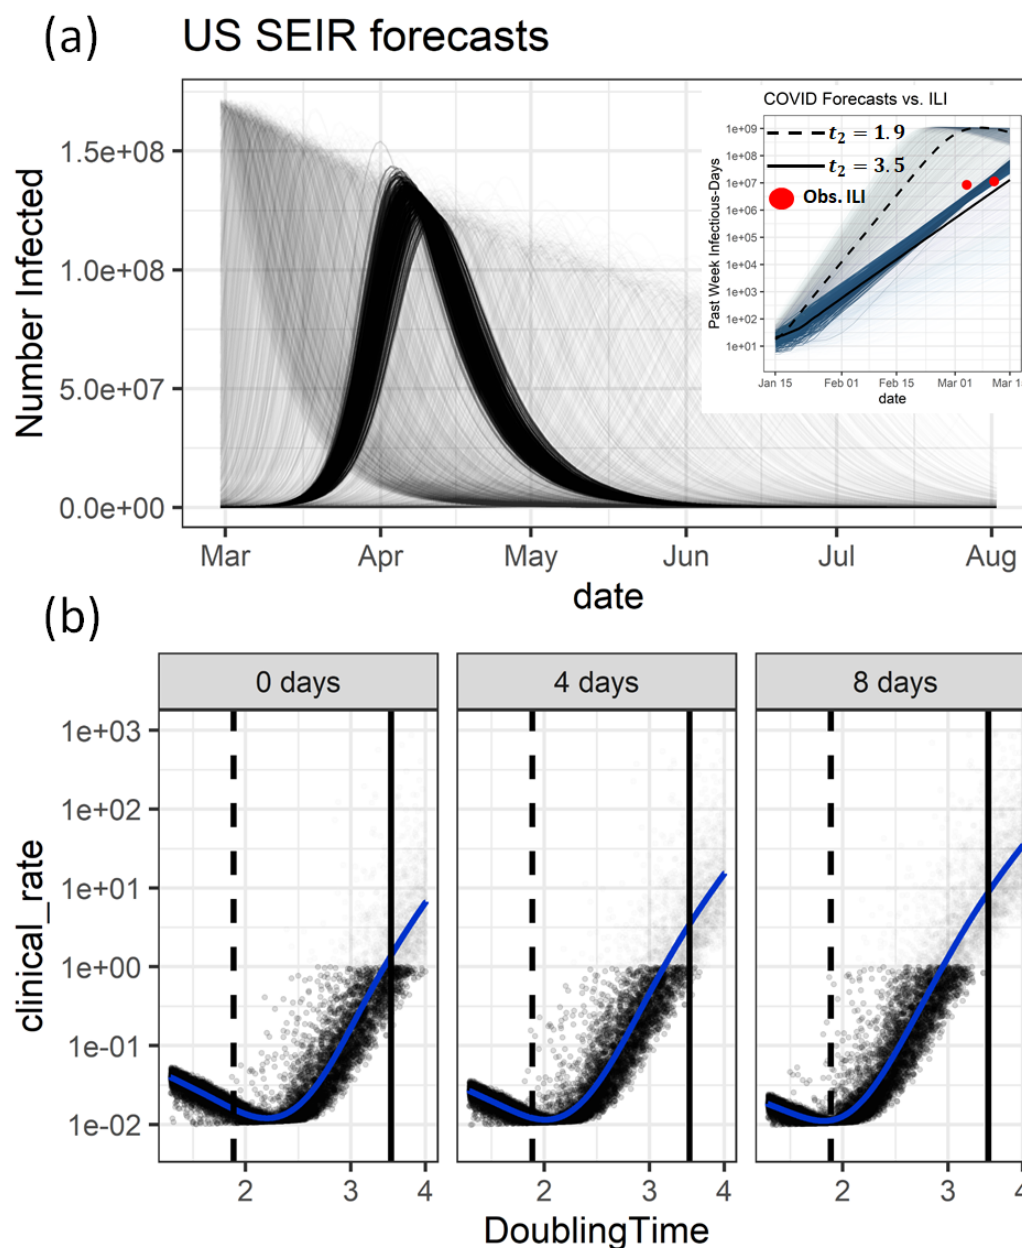 (a) US SEIR forecasts
COVID Forecasts vs. ILI
t₂ = 1.9
t₂ = 3.5
Obs. ILI
Past Week Infectious-Days
1e+09
1e+08
1e+07
1e+06
1e+05
1e+04
1e+03
1e+02
1e+01
Jan 15 Feb 01 Feb 15 Mar 01 Mar 1
date
Number Infected
1.5e+08
1.0e+08
5.0e+07
0.0e+00
Mar Apr May Jun Jul Aug
date
(b)
0 days 4 days 8 days
clinical_rate
1e+03
1e+02
1e+01
1e+00
1e-01
1e-02
2 3 4 2 3 4 2 3 4
DoublingTime